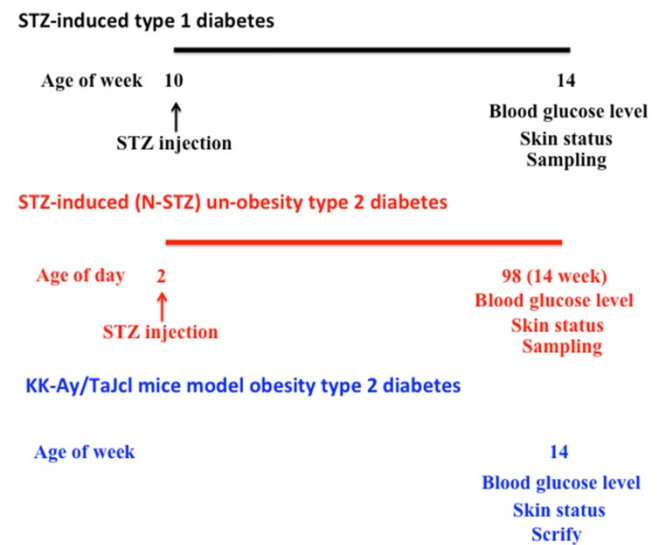 STZ-induced type 1 diabetes
Age of week 10 14
Blood glucose level
STZ injection
Skin status
Sampling
STZ-induced (N-STZ) un-obesity type 2 diabetes
Age of day 2 98 (14 week)
Blood glucose level
STZ injection
Skin status
Sampling
KK-Ay/TaJcl mice model obesity type 2 diabetes
Age of week 14
Blood glucose level
Skin status
Scrify